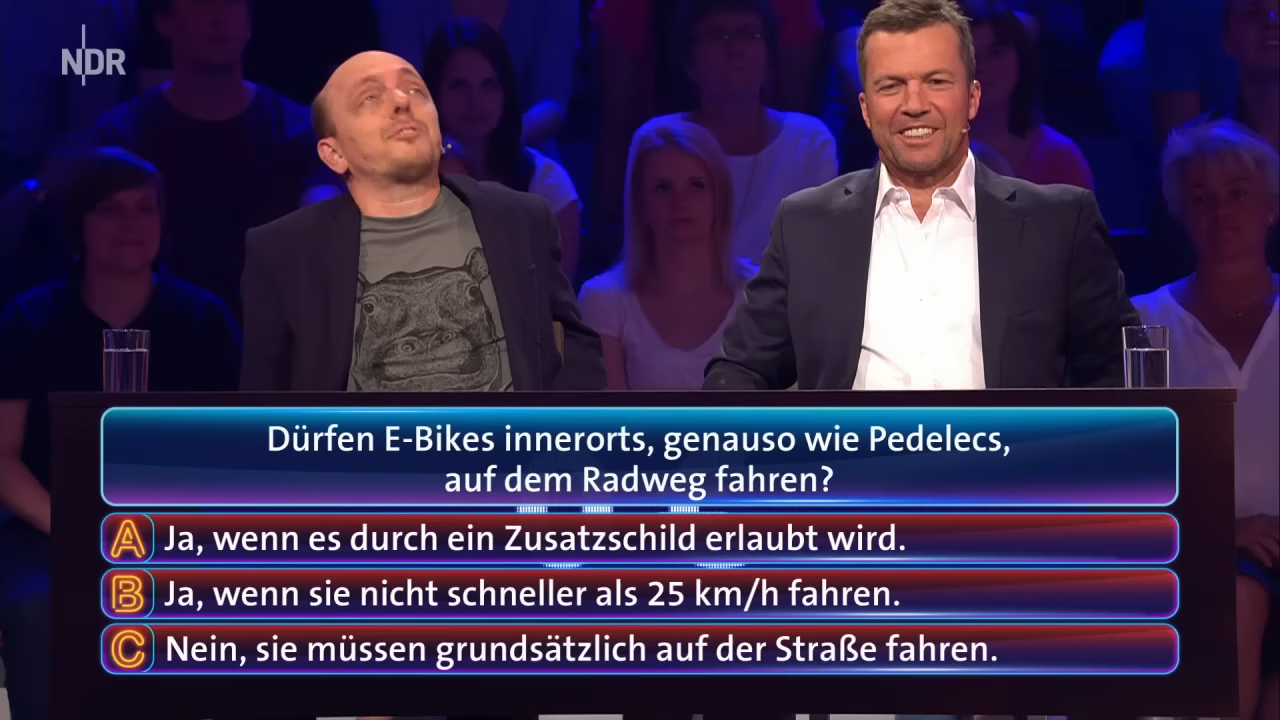 NDR
Dürfen E-Bikes innerorts, genauso wie Pedelecs,
auf dem Radweg fahren?
A Ja, wenn es durch ein Zusatzschild erlaubt wird.
B Ja, wenn sie nicht schneller als 25 km/h fahren.
C Nein, sie müssen grundsätzlich auf der Straße fahren.